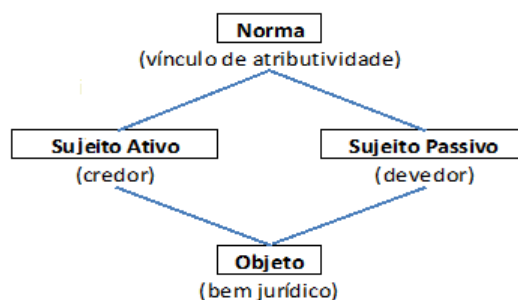 Norma
(vínculo de atributividade)
Sujeito Ativo
(credor)
Sujeito Passivo
(devedor)
Objeto
(bem jurídico)